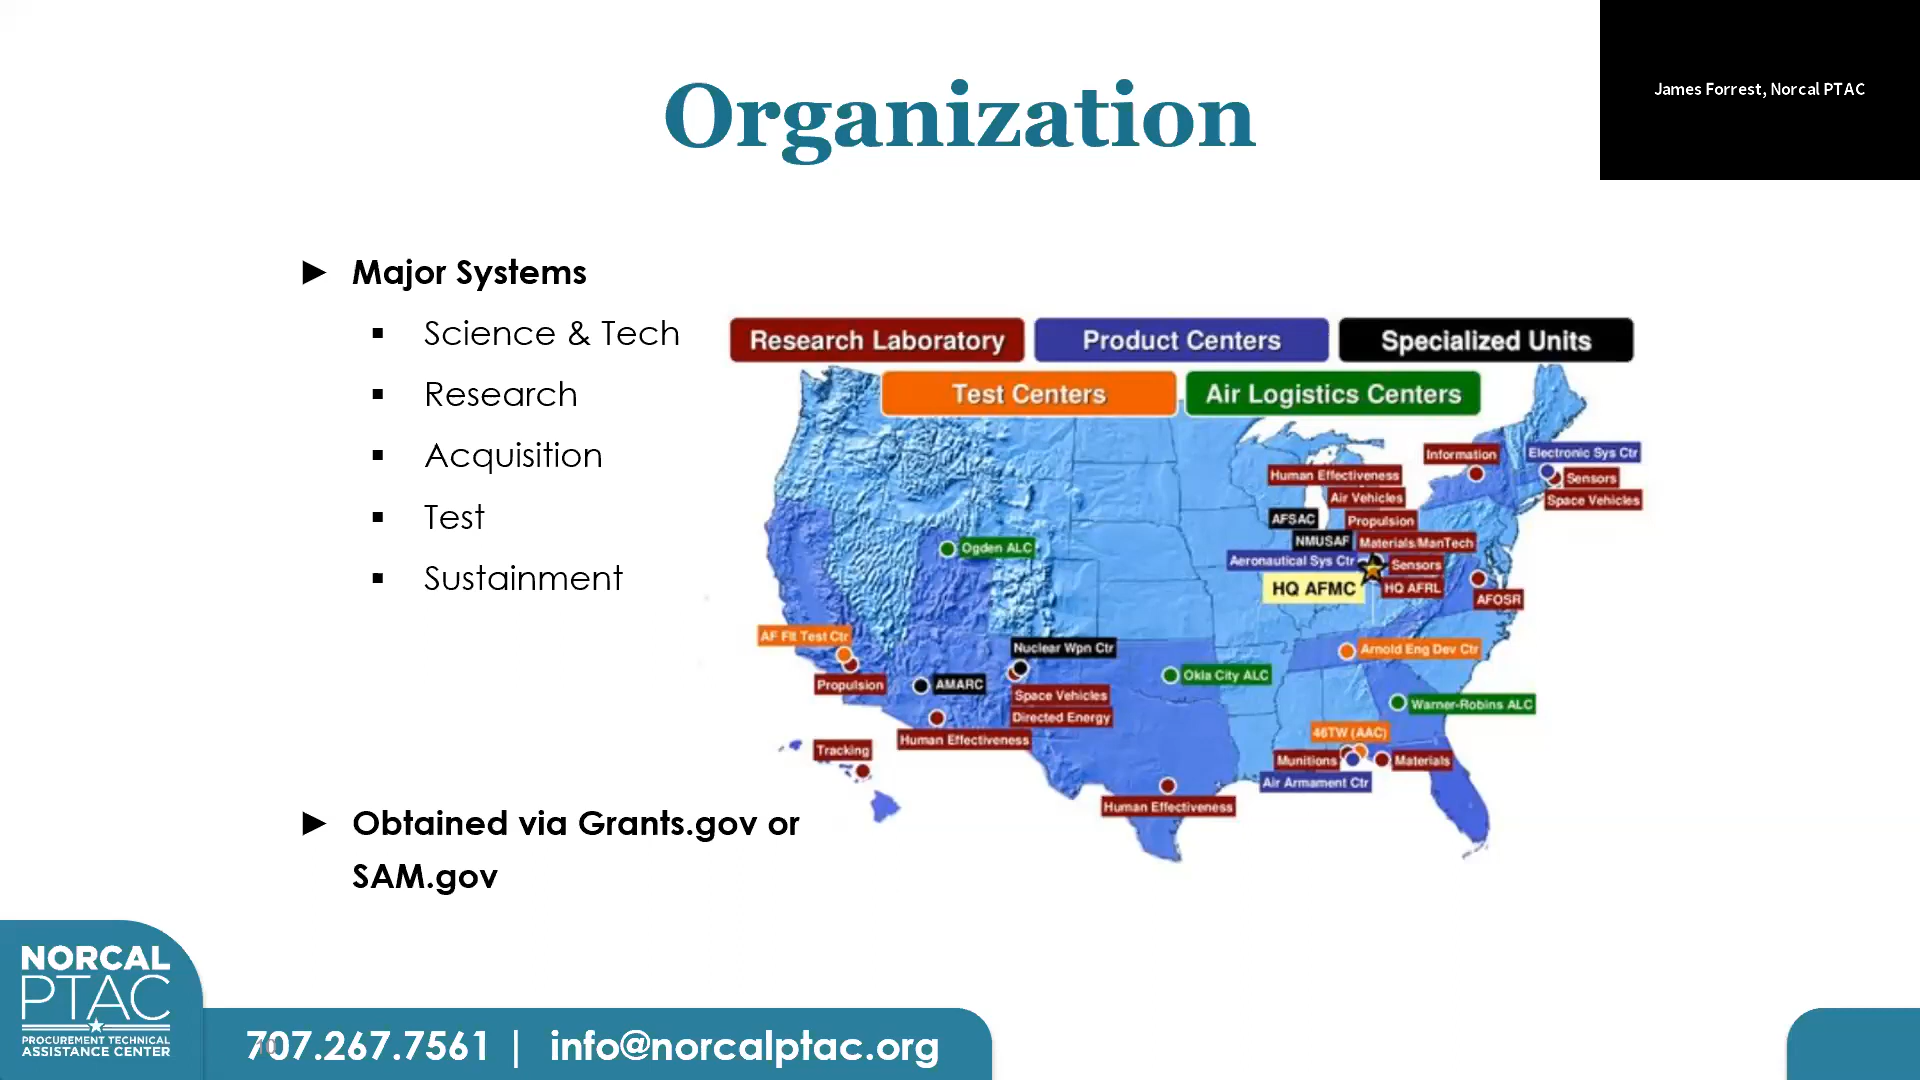 Organization
James Forrest, Norcal PTAC
► Major Systems
▪ Science & Tech
▪ Research
▪ Acquisition
▪ Test
▪ Sustainment
► Obtained via Grants.gov or
SAM.gov
Research Laboratory
Product Centers
Specialized Units
Test Centers
Air Logistics Centers
Information
Electronic Sys Ctr
Sensors
Space Vehicles
Human Effectiveness
Air Vehicles
AFSAC
Propulsion
NMUSAF
Materials/ManTech
Aeronautical Sys Ctr
Sensors
HQ AFMC
HQ AFRL
AFOSR
Ogden ALC
AF Flt Test Ctr
Propulsion
AMARC
Nuclear Wpn Ctr
Space Vehicles
Directed Energy
Human Effectiveness
Okla City ALC
Arnold Eng Dev Ctr
Warner-Robins ALC
46TW (AAC)
Munitions
Materials
Air Armament Ctr
Tracking
Human Effectiveness
NORCAL
PTAC
PROCUREMENT TECHNICAL
ASSISTANCE CENTER
10
707.267.7561 | info@norcalptac.org